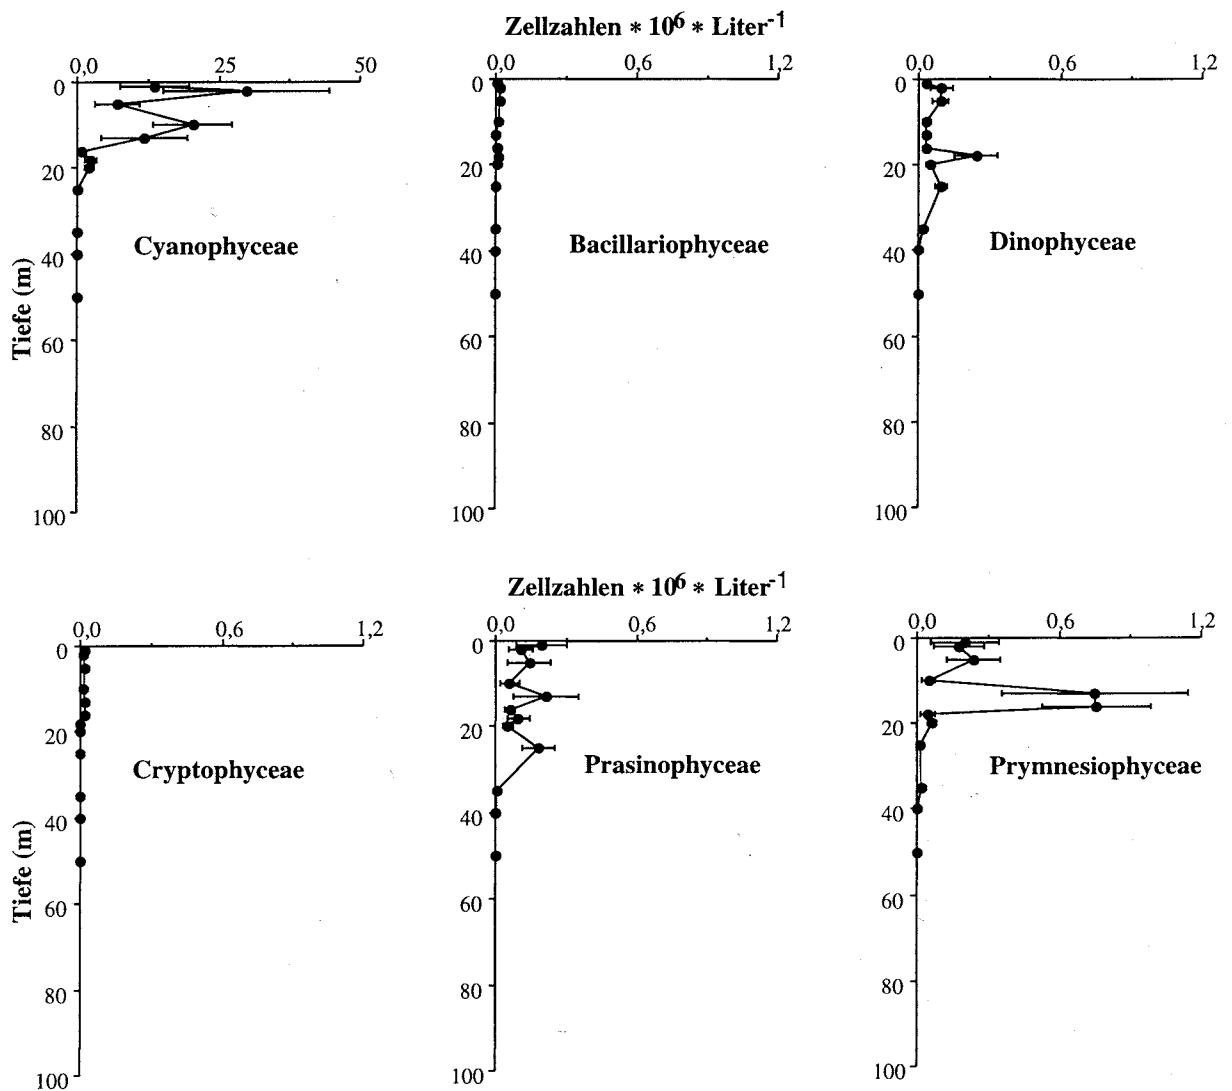 Zellzahlen * 10⁶ * Liter⁻¹
0,0 25 50
0,0 0,6 1,2
0,0 0,6 1,2
0
20
40
60
80
100
Tiefe (m)
Cyanophyceae
0
20
40
60
80
100
Bacillariophyceae
0
20
40
60
80
100
Dinophyceae
Zellzahlen * 10⁶ * Liter⁻¹
0,0 0,6 1,2
0,0 0,6 1,2
0,0 0,6 1,2
0
20
40
60
80
100
Tiefe (m)
Cryptophyceae
0
20
40
60
80
100
Prasinophyceae
0
20
40
60
80
100
Prymnesiophyceae